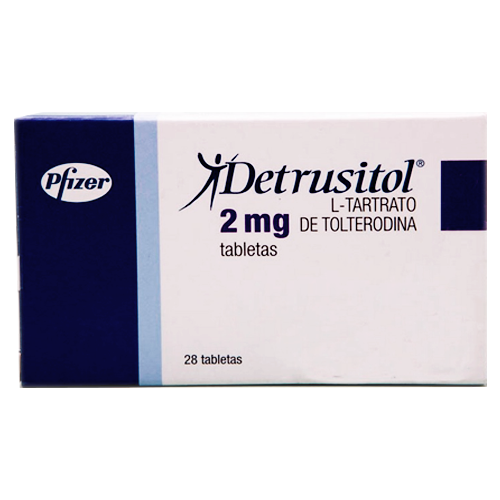 Pfizer
Detrusitol®
L-TARTRATO
2 mg DE TOLTERODINA
tabletas
28 tabletas